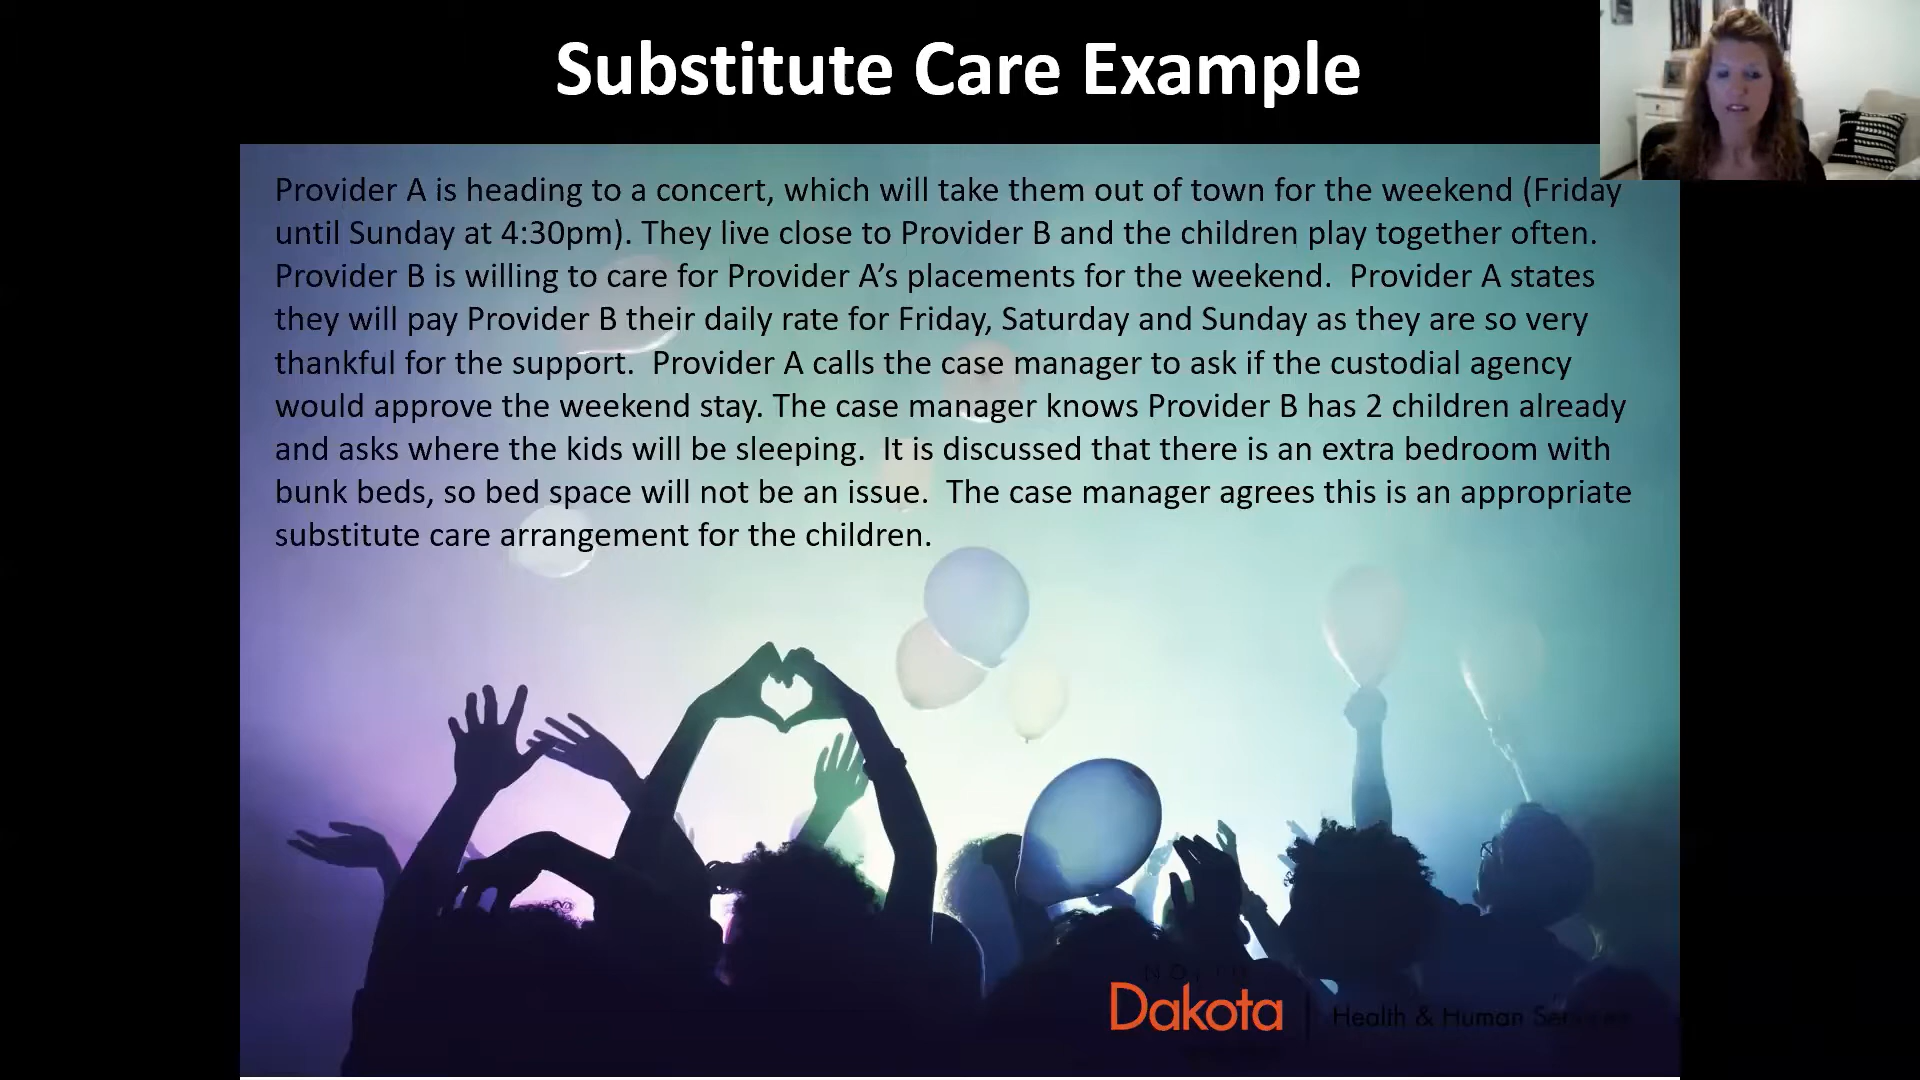 Substitute Care Example
Provider A is heading to a concert, which will take them out of town for the weekend (Friday
until Sunday at 4:30pm). They live close to Provider B and the children play together often.
Provider B is willing to care for Provider A’s placements for the weekend.  Provider A states
they will pay Provider B their daily rate for Friday, Saturday and Sunday as they are so very
thankful for the support.  Provider A calls the case manager to ask if the custodial agency
would approve the weekend stay. The case manager knows Provider B has 2 children already
and asks where the kids will be sleeping.  It is discussed that there is an extra bedroom with
bunk beds, so bed space will not be an issue.  The case manager agrees this is an appropriate
substitute care arrangement for the children.
Dakota | Health & Human